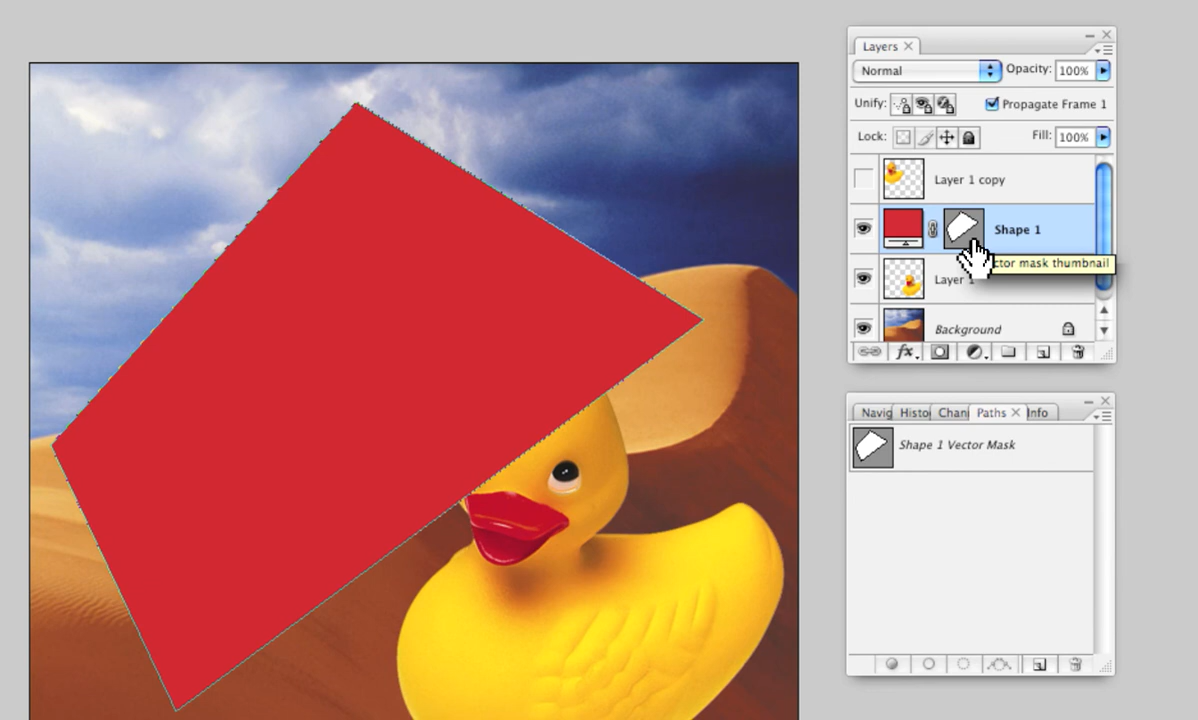 Layers
Normal
Opacity: 100%
Unify:
Propagate Frame 1
Lock:
Fill: 100%
Layer 1 copy
Shape 1
ctor mask thumbnail
Layer 1
Background
fx
Navig Histo Chan Paths Info
Shape 1 Vector Mask